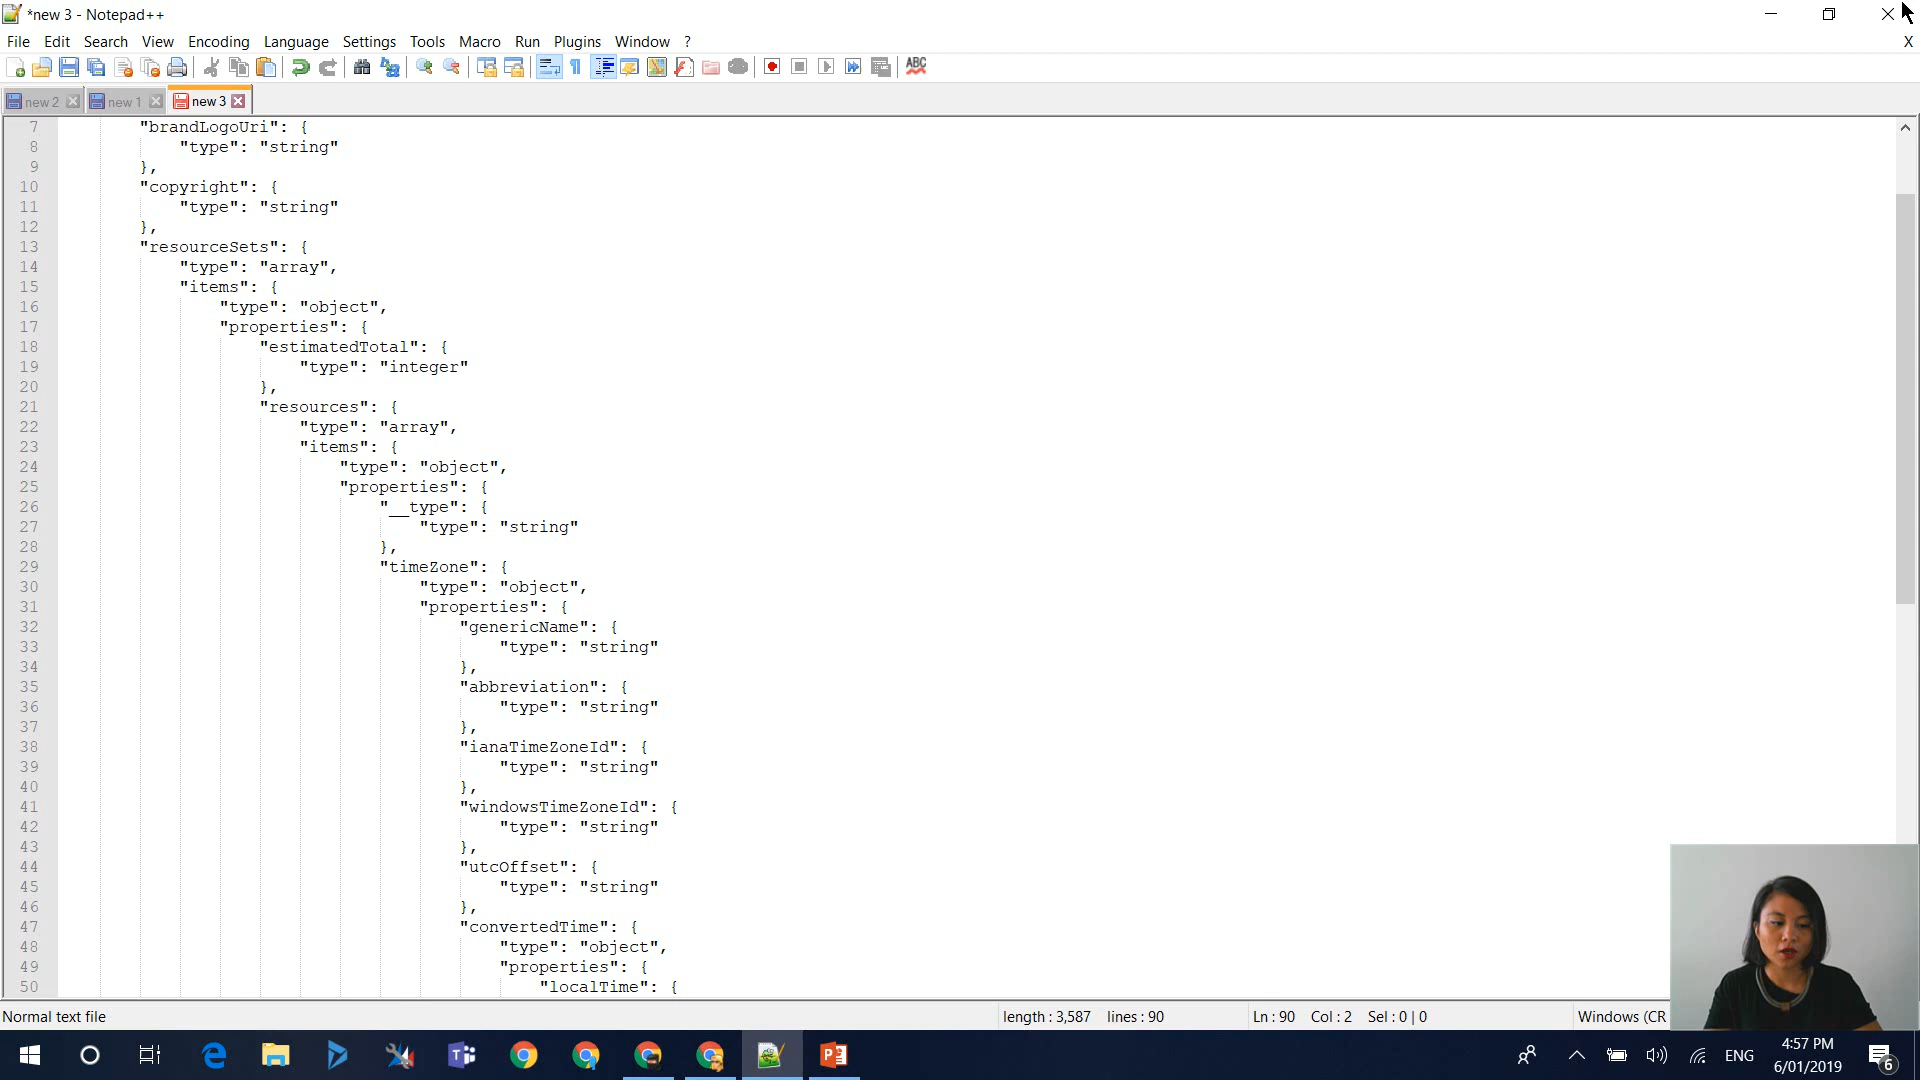 *new 3 - Notepad++
File Edit Search View Encoding Language Settings Tools Macro Run Plugins Window ? X
ABC
new 2 new 1 new 3
7 "brandLogoUri": {
8 "type": "string"
9 },
10 "copyright": {
11 "type": "string"
12 },
13 "resourceSets": {
14 "type": "array",
15 "items": {
16 "type": "object",
17 "properties": {
18 "estimatedTotal": {
19 "type": "integer"
20 },
21 "resources": {
22 "type": "array",
23 "items": {
24 "type": "object",
25 "properties": {
26 "__type": {
27 "type": "string"
28 },
29 "timeZone": {
30 "type": "object",
31 "properties": {
32 "genericName": {
33 "type": "string"
34 },
35 "abbreviation": {
36 "type": "string"
37 },
38 "ianaTimeZoneId": {
39 "type": "string"
40 },
41 "windowsTimeZoneId": {
42 "type": "string"
43 },
44 "utcOffset": {
45 "type": "string"
46 },
47 "convertedTime": {
48 "type": "object",
49 "properties": {
50 "localTime": {
Normal text file length : 3,587 lines : 90 Ln : 90 Col : 2 Sel : 0 | 0 Windows (CR
ENG 4:57 PM
6/01/2019 6